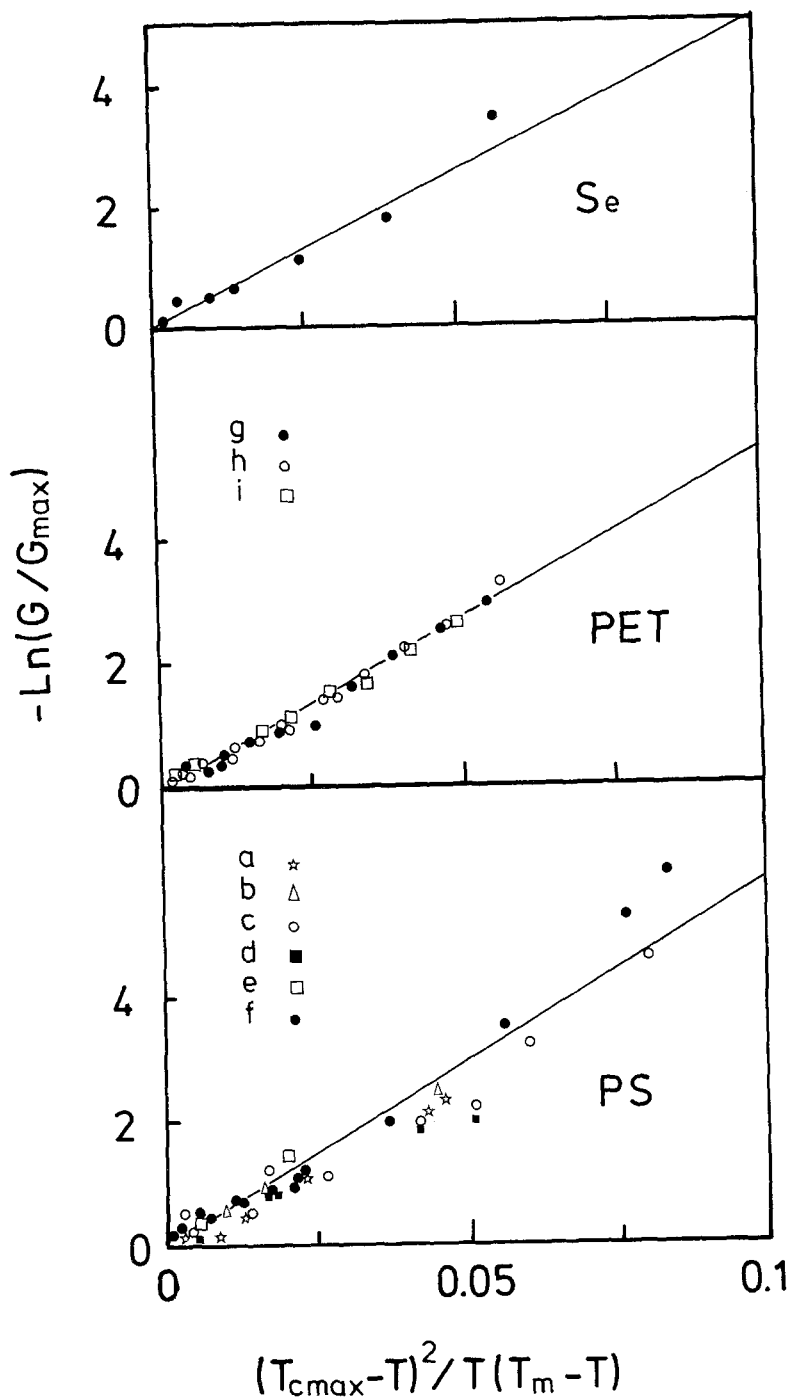 4
2
0
Se
g
h
i
4
2
0
PET
-Ln(G/Gmax)
a
b
c
d
e
f
4
2
0
PS
0 0.05 0.1
(Tcmax-T)²/T(Tm-T)